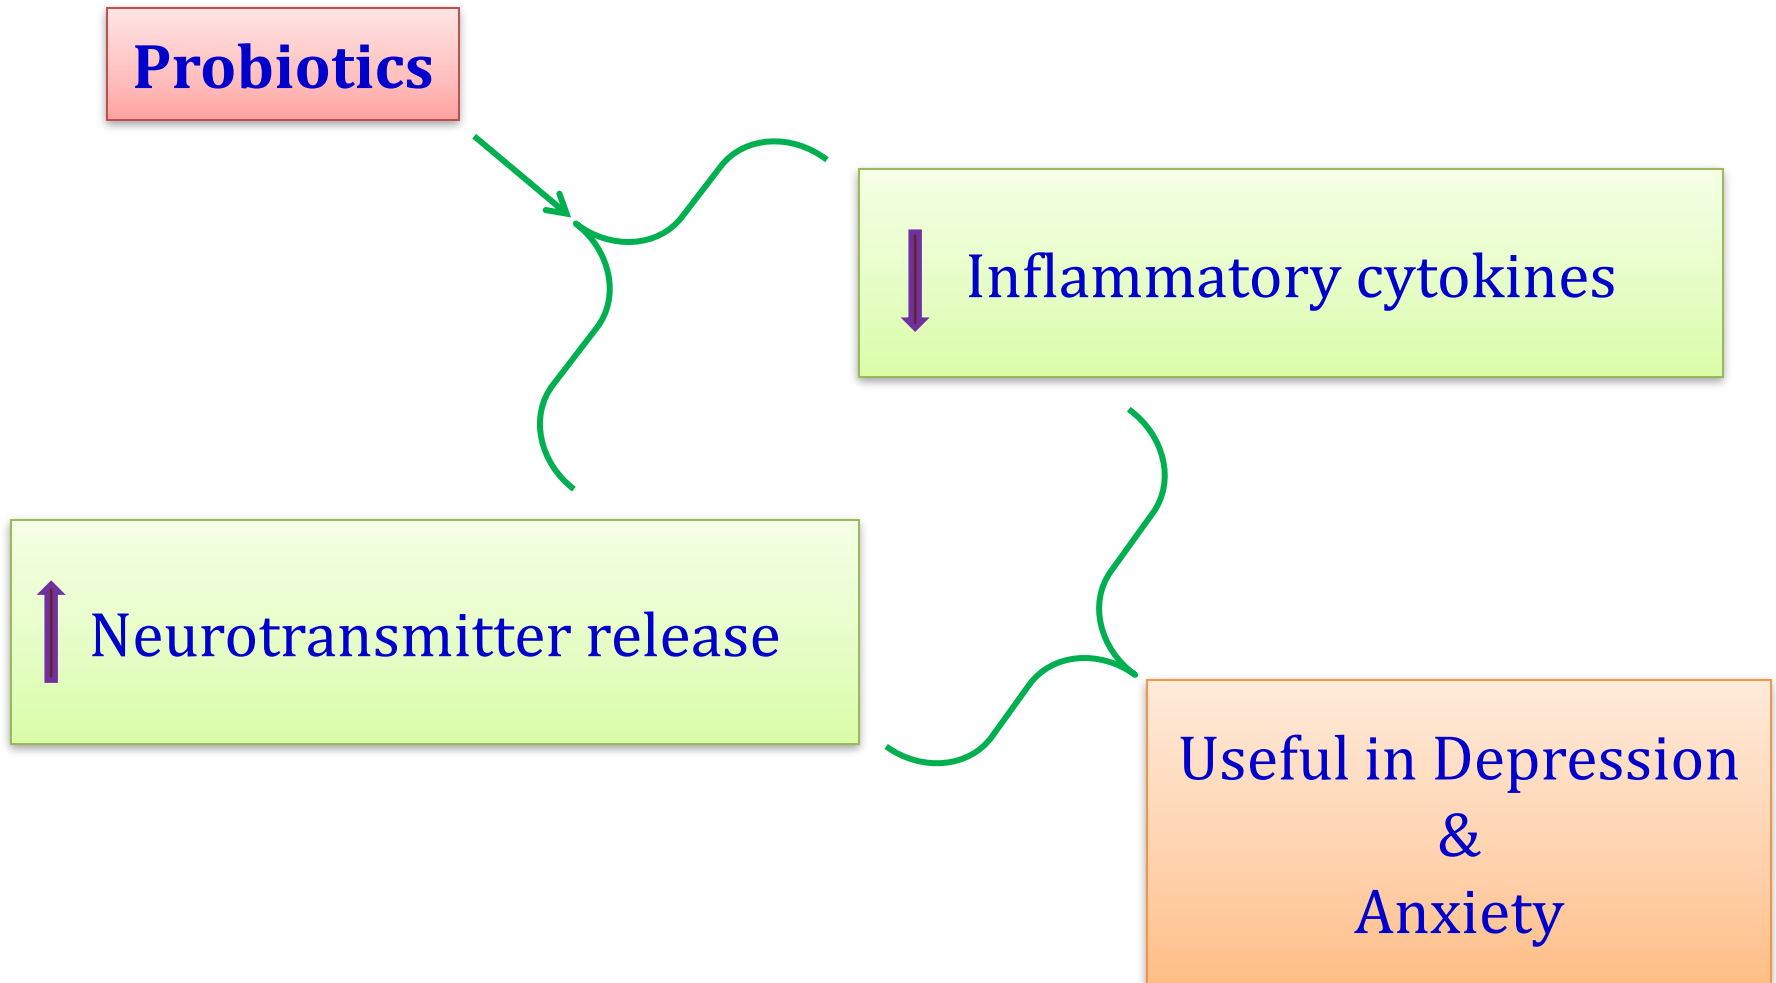 Probiotics
Inflammatory cytokines
Neurotransmitter release
Useful in Depression
&
Anxiety